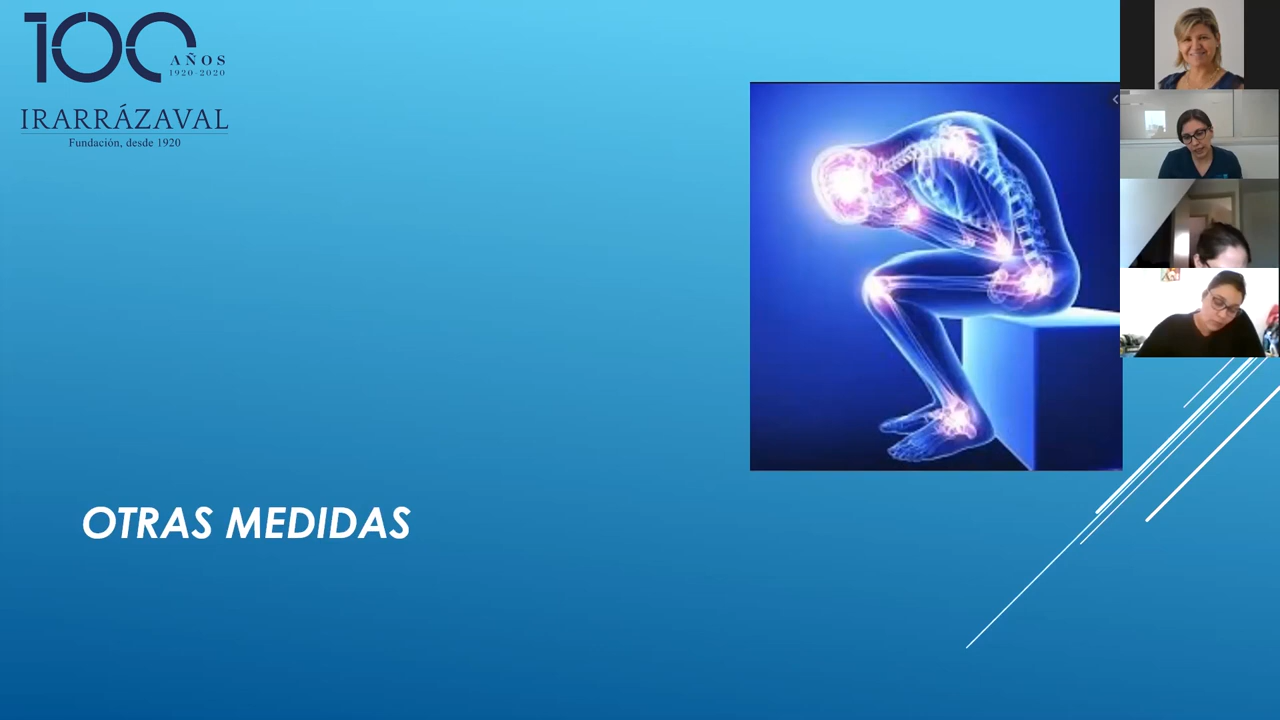 100
AÑOS
1920-2020
IRARRÁZAVAL
Fundación, desde 1920
OTRAS MEDIDAS